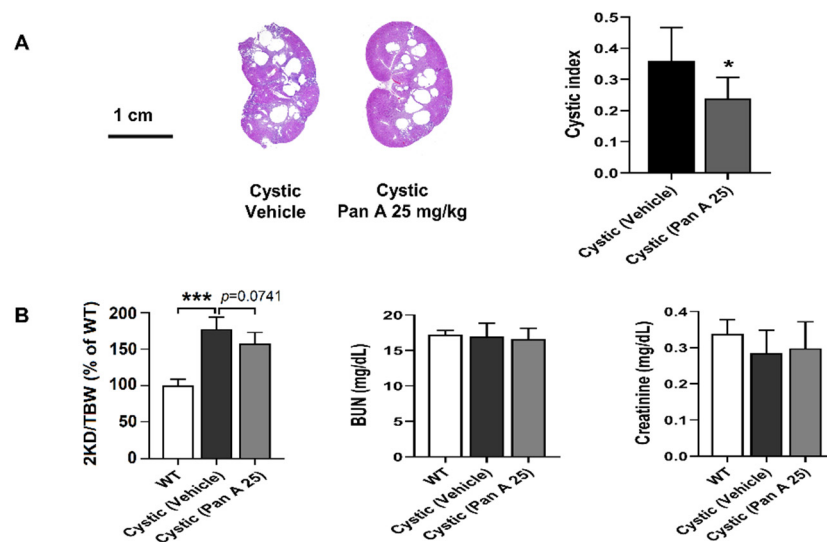 A
1 cm
Cystic
Vehicle
Cystic
Pan A 25 mg/kg
Cystic index
0.5
0.4
0.3
0.2
0.1
0.0
*
Cystic (Vehicle)
Cystic (Pan A 25)
B
2KD/TBW (% of WT)
200
150
100
50
0
***
p=0.0741
WT
Cystic (Vehicle)
Cystic (Pan A 25)
BUN (mg/dL)
20
15
10
5
0
WT
Cystic (Vehicle)
Cystic (Pan A 25)
Creatinine (mg/dL)
0.4
0.3
0.2
0.1
0.0
WT
Cystic (Vehicle)
Cystic (Pan A 25)